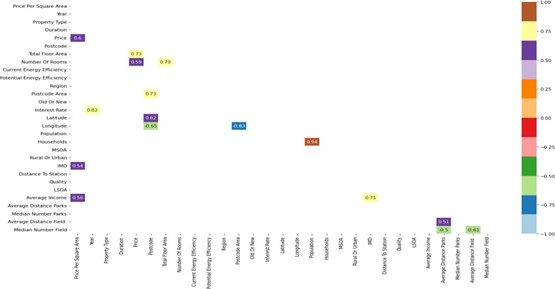 Price Per Square Area
Year
Property Type
Duration
Price 0.6
Postcode
Total Floor Area 0.73
Number Of Rooms 0.59 0.79
Current Energy Efficiency
Potential Energy Efficiency
Region
Postcode Area 0.73
Old Or New
Interest Rate 0.82
Latitude 0.62
Longitude -0.65 -0.83
Population
Households 0.94
MSOA
Rural Or Urban
IMD 0.54
Distance To Station
Quality
LSOA
Average Income 0.56 0.71
Average Distance Parks
Median Number Parks
Average Distance Field 0.51
Median Number Field -0.5 -0.61
Price Per Square Area
Year
Property Type
Duration
Price
Postcode
Total Floor Area
Number Of Rooms
Current Energy Efficiency
Potential Energy Efficiency
Region
Postcode Area
Old Or New
Interest Rate
Latitude
Longitude
Population
Households
MSOA
Rural Or Urban
IMD
Distance To Station
Quality
LSOA
Average Income
Average Distance Parks
Median Number Parks
Average Distance Field
Median Number Field
1.00
0.75
0.50
0.25
0.00
−0.25
−0.50
−0.75
−1.00